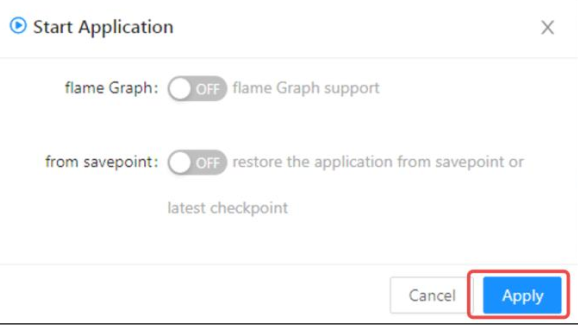 Start Application
flame Graph: OFF flame Graph support
from savepoint: OFF restore the application from savepoint or
latest checkpoint
Cancel Apply